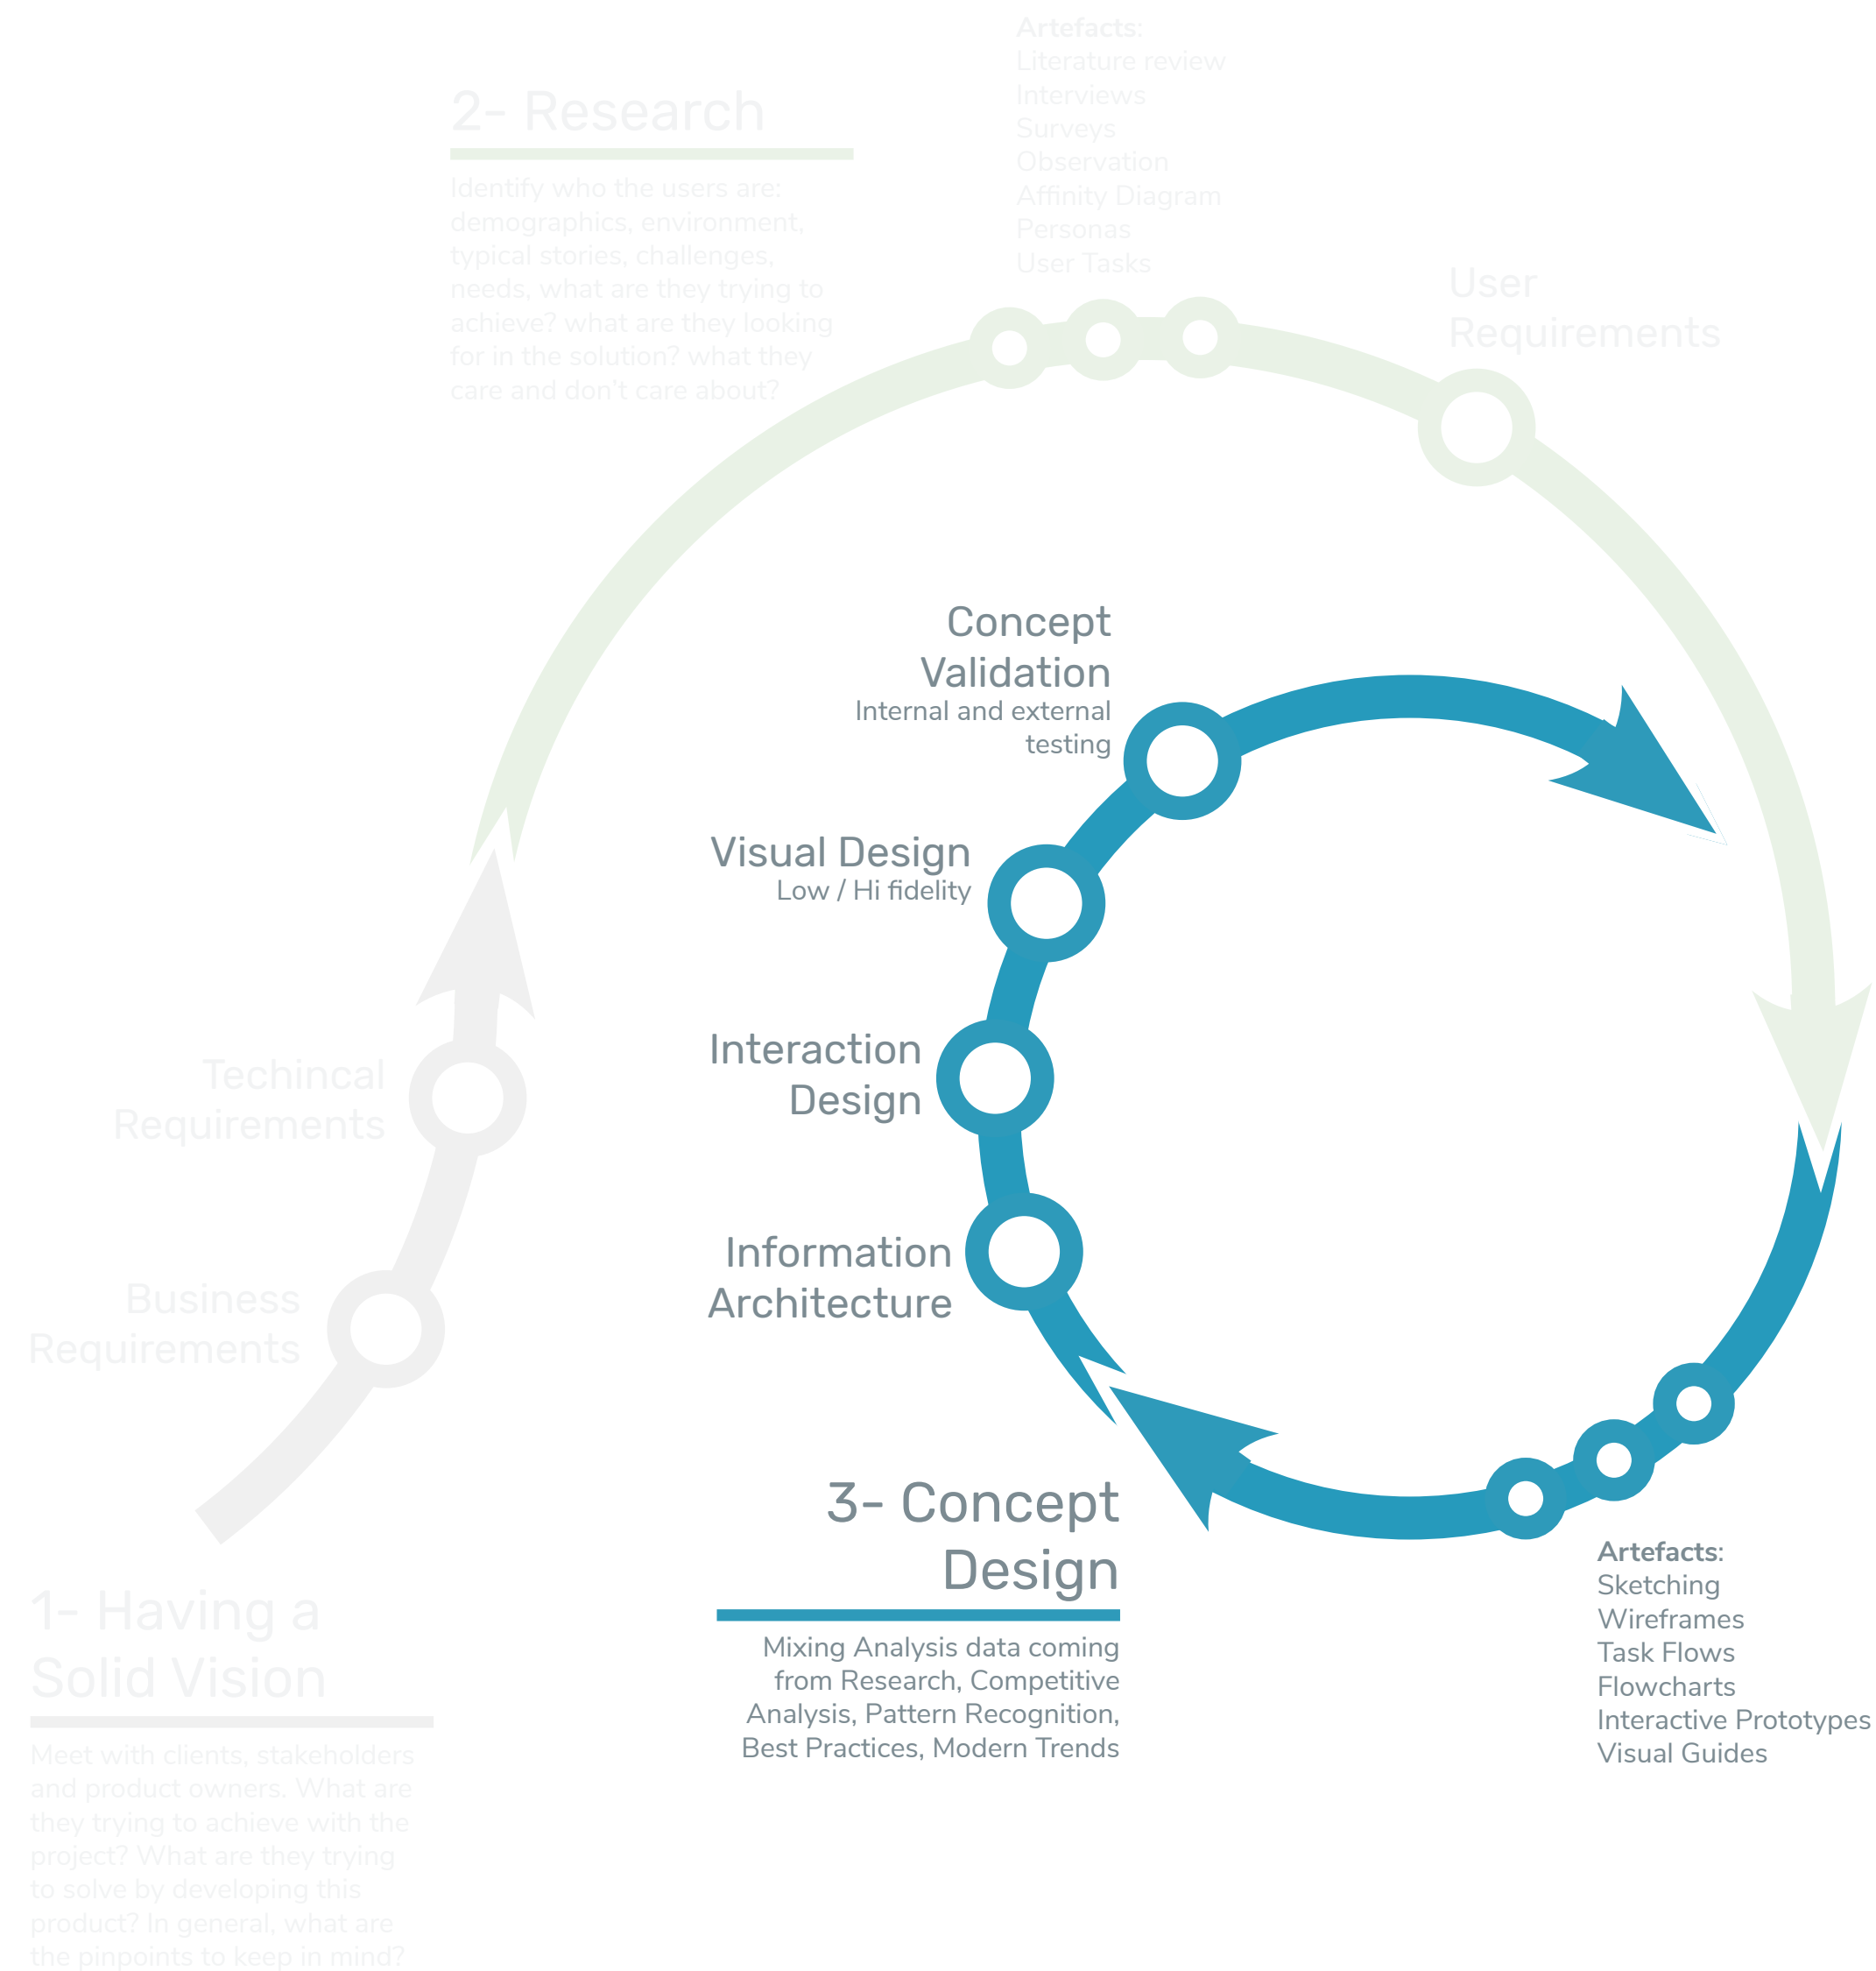 Artefacts:
Literature review
Interviews
Surveys
Observation
Affinity Diagram
Personas
User Tasks
2- Research
Identify who the users are:
demographics, environment,
typical stories, challenges,
needs, what are they trying to
achieve? what are they looking
for in the solution? what they
care and don’t care about?
User
Requirements
Concept
Validation
Internal and external
testing
Visual Design
Low / Hi fidelity
Interaction
Design
Information
Architecture
Techincal
Requirements
Business
Requirements
3- Concept
Design
Mixing Analysis data coming
from Research, Competitive
Analysis, Pattern Recognition,
Best Practices, Modern Trends
Artefacts:
Sketching
Wireframes
Task Flows
Flowcharts
Interactive Prototypes
Visual Guides
1- Having a
Solid Vision
Meet with clients, stakeholders
and product owners. What are
they trying to achieve with the
project? What are they trying
to solve by developing this
product? In general, what are
the pinpoints to keep in mind?